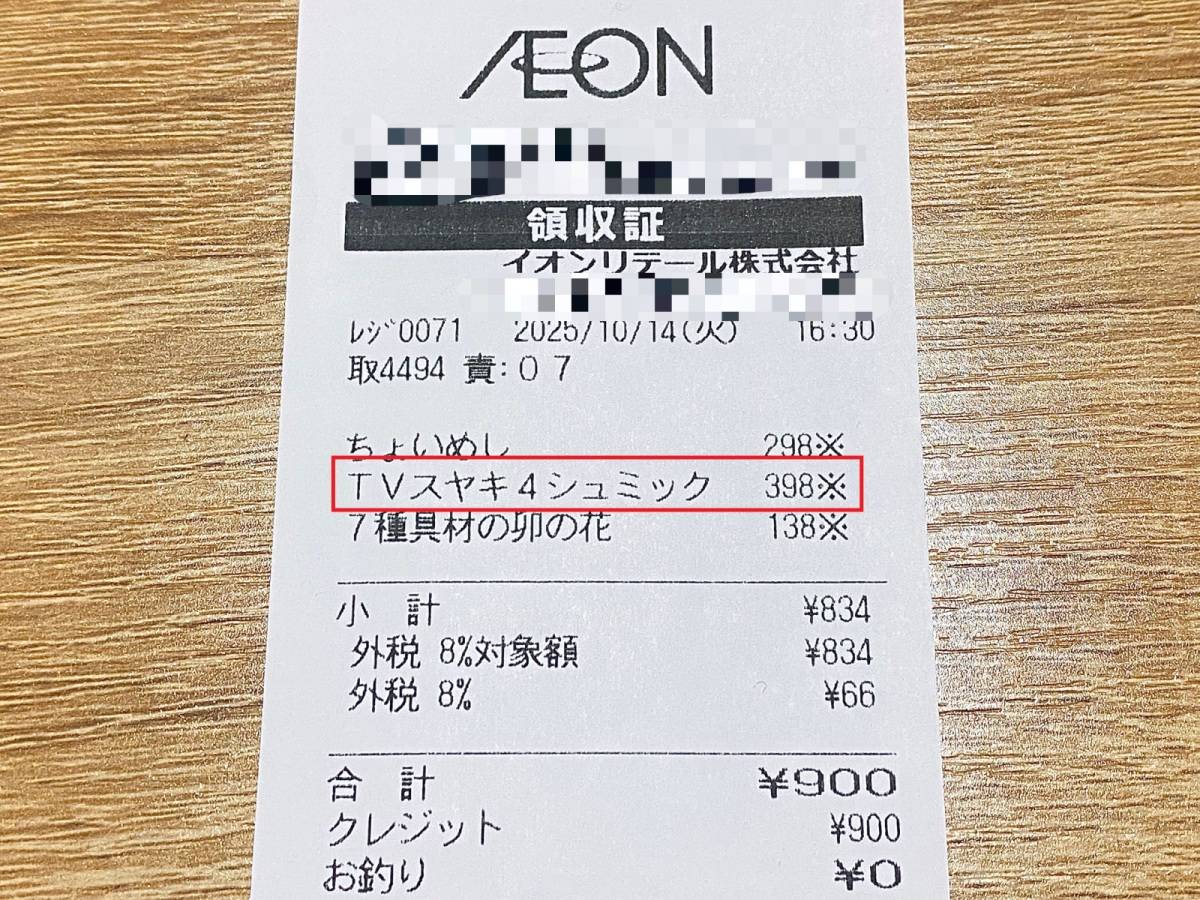 ÆON
領収証
イオンリテール株式会社
ﾚｼﾞ0071 2025/10/14(火) 16:30
取4494 責:07
ちょいめし 298※
TVスヤキ4シュミック 398※
7種具材の卯の花 138※
小計 ¥834
外税 8%対象額 ¥834
外税 8% ¥66
合計 ¥900
クレジット ¥900
お釣り ¥0